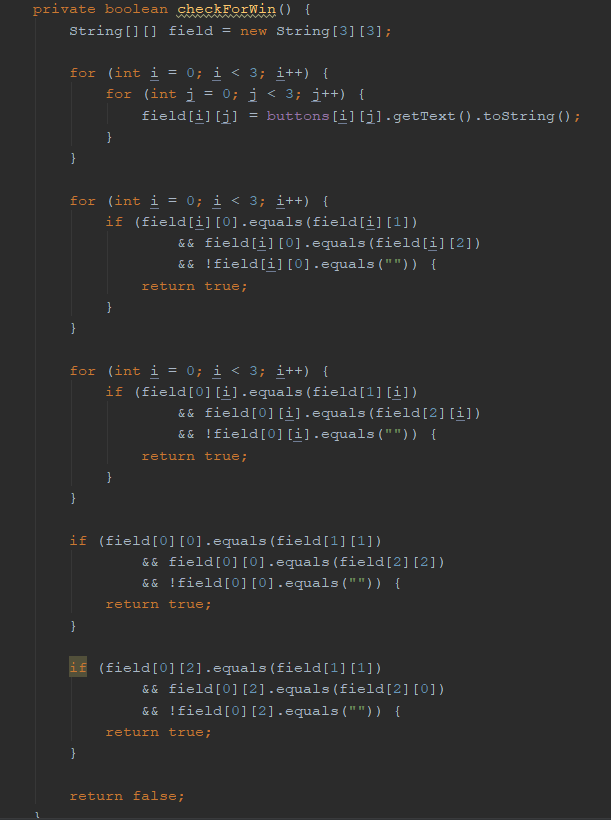 private boolean checkForWin() {
    String[][] field = new String[3][3];

    for (int i = 0; i < 3; i++) {
        for (int j = 0; j < 3; j++) {
            field[i][j] = buttons[i][j].getText().toString();
        }
    }

    for (int i = 0; i < 3; i++) {
        if (field[i][0].equals(field[i][1])
                && field[i][0].equals(field[i][2])
                && !field[i][0].equals("")) {
            return true;
        }
    }

    for (int i = 0; i < 3; i++) {
        if (field[0][i].equals(field[1][i])
                && field[0][i].equals(field[2][i])
                && !field[0][i].equals("")) {
            return true;
        }
    }

    if (field[0][0].equals(field[1][1])
            && field[0][0].equals(field[2][2])
            && !field[0][0].equals("")) {
        return true;
    }

    if (field[0][2].equals(field[1][1])
            && field[0][2].equals(field[2][0])
            && !field[0][2].equals("")) {
        return true;
    }

    return false;
}